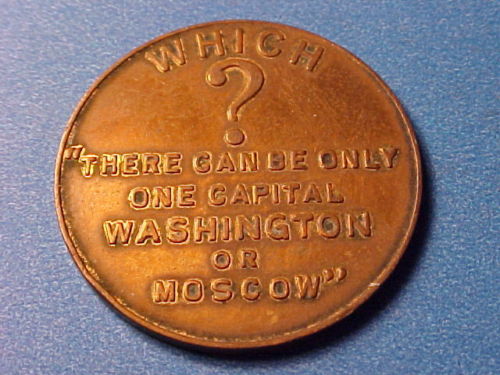 WHICH
?
"THERE CAN BE ONLY
ONE CAPITAL
WASHINGTON
OR
MOSCOW"